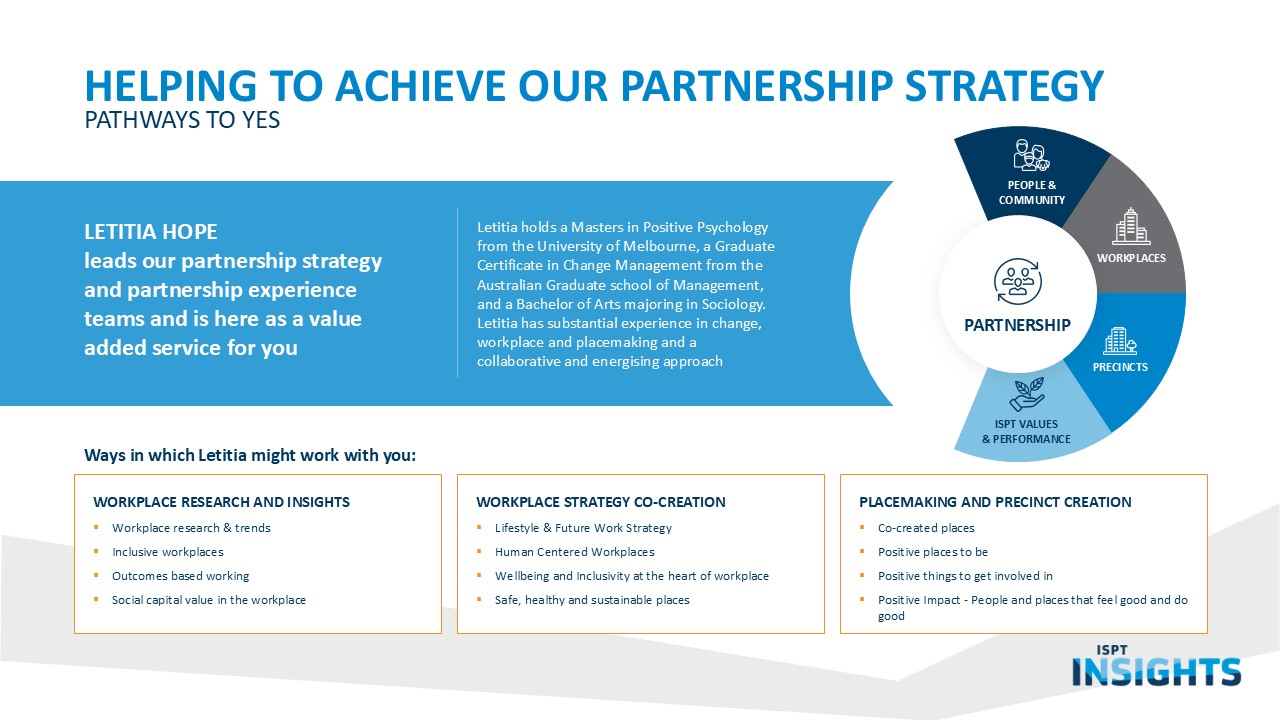 HELPING TO ACHIEVE OUR PARTNERSHIP STRATEGY
PATHWAYS TO YES
LETITIA HOPE
leads our partnership strategy
and partnership experience
teams and is here as a value
added service for you
Letitia holds a Masters in Positive Psychology
from the University of Melbourne, a Graduate
Certificate in Change Management from the
Australian Graduate school of Management,
and a Bachelor of Arts majoring in Sociology.
Letitia has substantial experience in change,
workplace and placemaking and a
collaborative and energising approach
PEOPLE &
COMMUNITY
WORKPLACES
PARTNERSHIP
PRECINCTS
ISPT VALUES
& PERFORMANCE
Ways in which Letitia might work with you:
WORKPLACE RESEARCH AND INSIGHTS
▪ Workplace research & trends
▪ Inclusive workplaces
▪ Outcomes based working
▪ Social capital value in the workplace
WORKPLACE STRATEGY CO-CREATION
▪ Lifestyle & Future Work Strategy
▪ Human Centered Workplaces
▪ Wellbeing and Inclusivity at the heart of workplace
▪ Safe, healthy and sustainable places
PLACEMAKING AND PRECINCT CREATION
▪ Co-created places
▪ Positive places to be
▪ Positive things to get involved in
▪ Positive Impact - People and places that feel good and do
good
ISPT
INSIGHTS